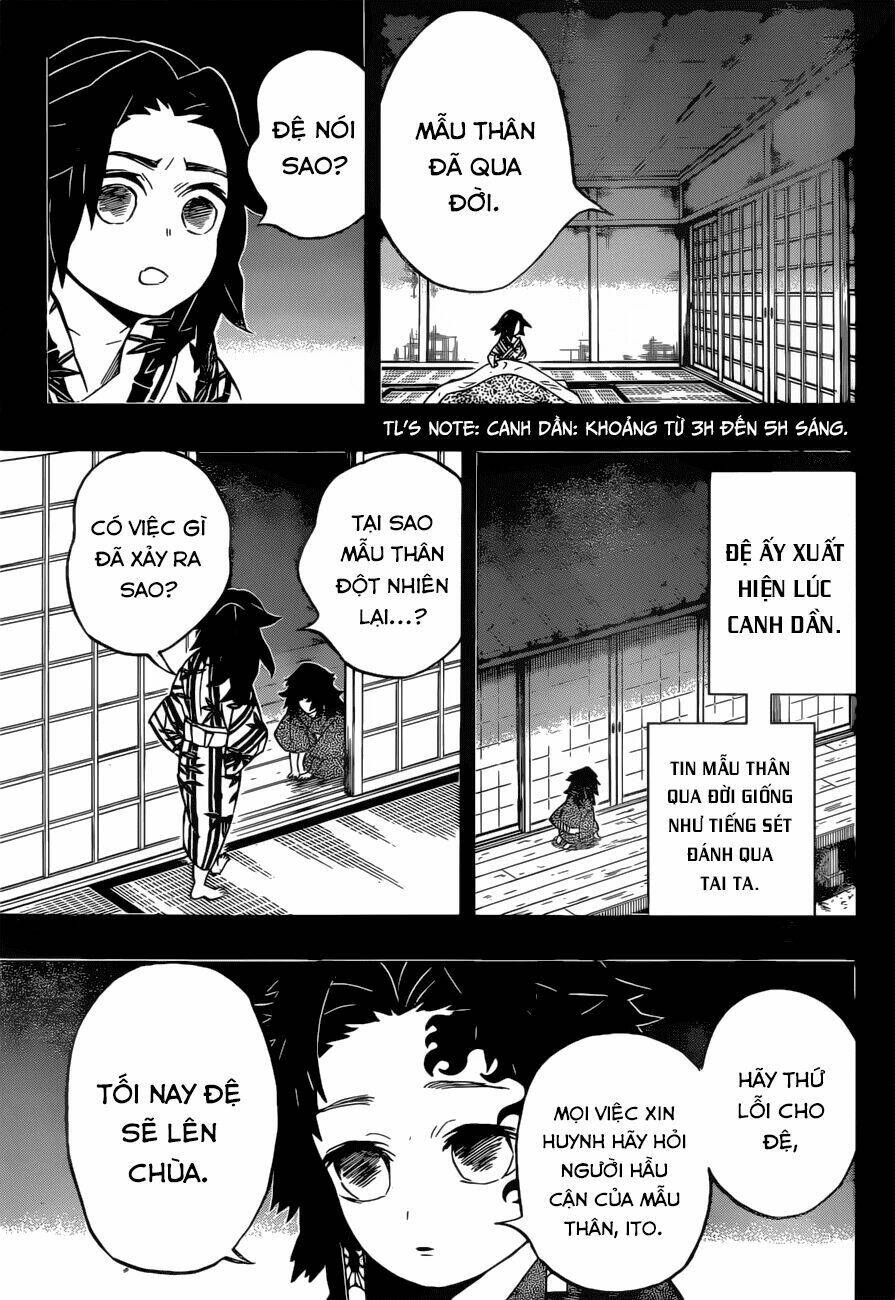 MẪU THÂN
ĐÃ QUA
ĐỜI.
ĐỆ NÓI
SAO?
TL'S NOTE: CANH DẦN: KHOẢNG TỪ 3H ĐẾN 5H SÁNG.
ĐỆ ẤY XUẤT
HIỆN LÚC
CANH DẦN.
TIN MẪU THÂN
QUA ĐỜI GIỐNG
NHƯ TIẾNG SÉT
ĐÁNH QUA
TAI TA.
TẠI SAO
MẪU THÂN
ĐỘT NHIÊN
LẠI...?
CÓ VIỆC GÌ
ĐÃ XẢY RA
SAO?
HÃY THỨ
LỖI CHO
ĐỆ,
MỌI VIỆC XIN
HUYNH HÃY HỎI
NGƯỜI HẦU
CẬN CỦA MẪU
THÂN, ITO.
TỐI NAY ĐỆ
SẼ LÊN
CHÙA.